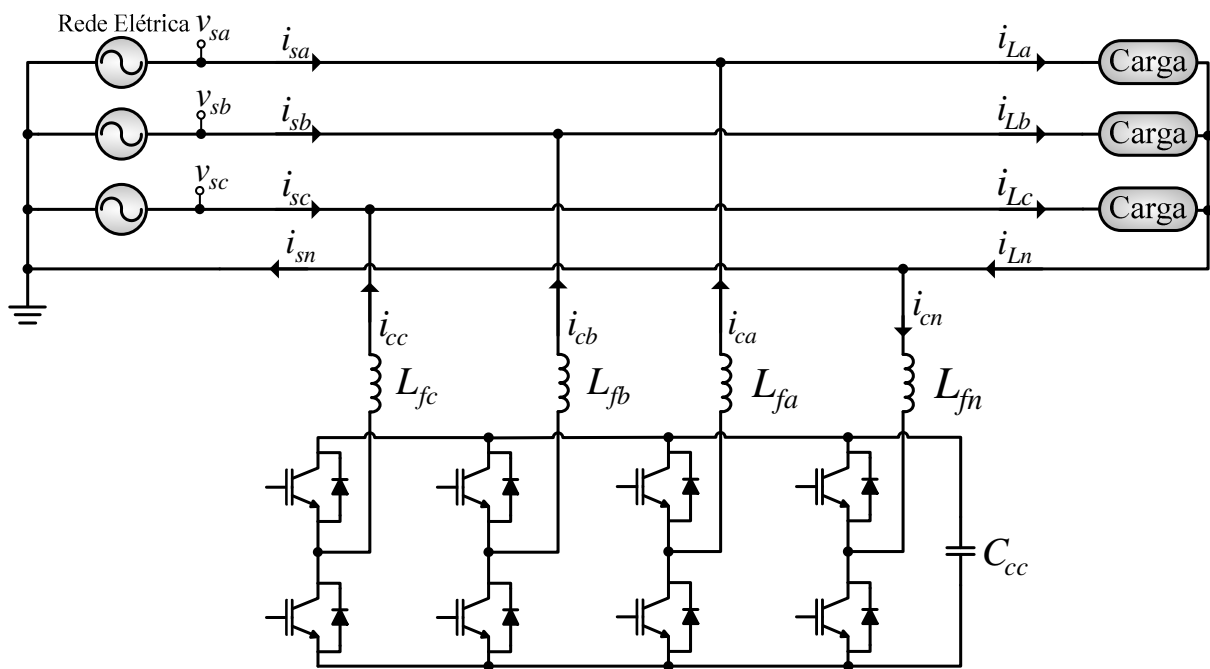 Rede Elétrica
v_sa
i_sa
i_La
Carga
v_sb
i_sb
i_Lb
Carga
v_sc
i_sc
i_Lc
Carga
i_sn
i_Ln
i_cc
i_cb
i_ca
i_cn
L_fc
L_fb
L_fa
L_fn
C_cc